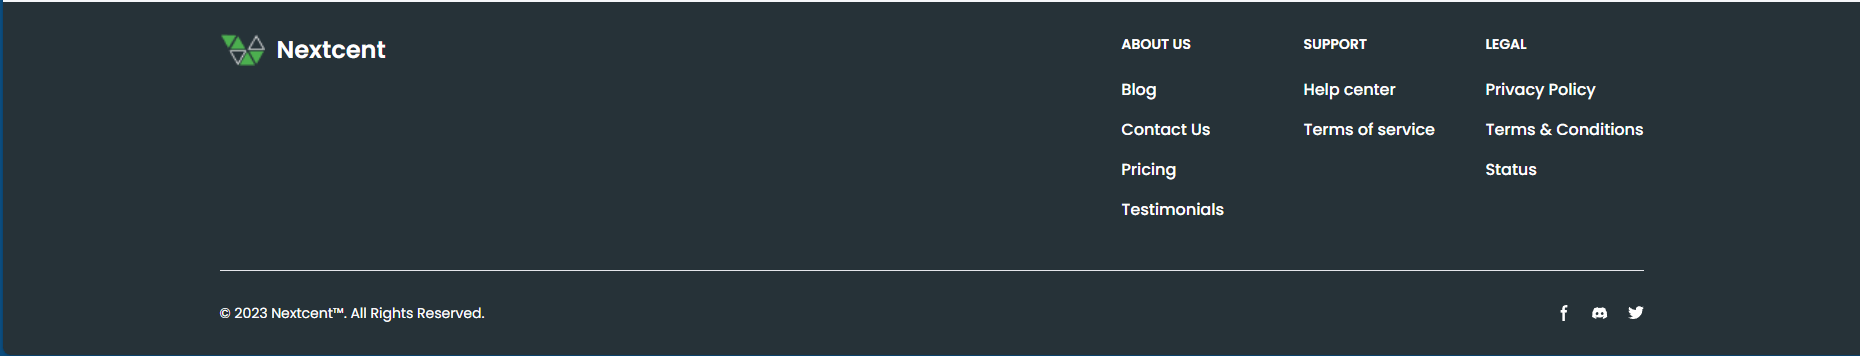 Nextcent
ABOUT US
Blog
Contact Us
Pricing
Testimonials
SUPPORT
Help center
Terms of service
LEGAL
Privacy Policy
Terms & Conditions
Status
© 2023 Nextcent™. All Rights Reserved.